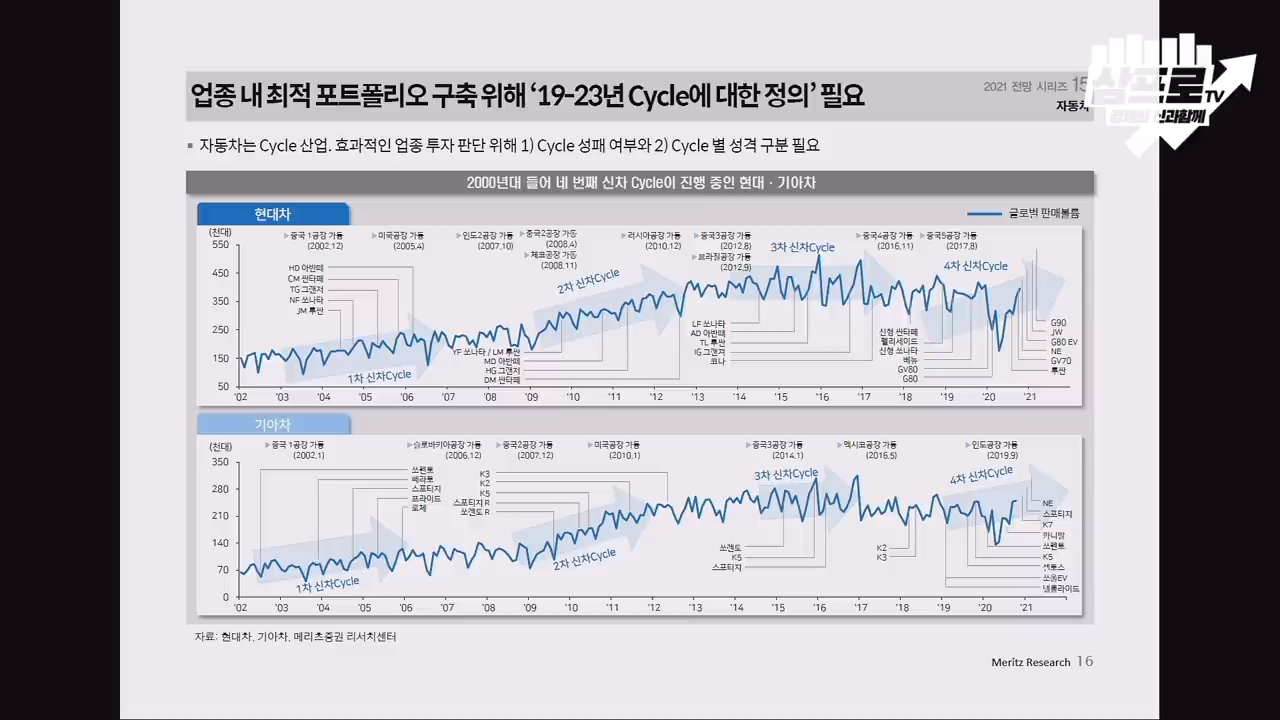 업종 내 최적 포트폴리오 구축 위해 '19-23년 Cycle에 대한 정의' 필요
2021 전망 시리즈 15
자동차
삼프로TV
■ 자동차는 Cycle 산업. 효과적인 업종 투자 판단 위해 1) Cycle 성패 여부와 2) Cycle 별 성격 구분 필요
2000년대 들어 네 번째 신차 Cycle이 진행 중인 현대 · 기아차
현대차
글로벌 판매볼륨
(천대)
550
450
350
250
150
50
▶중국 1공장 가동
(2002.12)
▶미국공장 가동
(2005.4)
▶인도2공장 가동
(2007.10)
▶중국2공장 가동
(2008.4)
▶체코공장 가동
(2008.11)
▶러시아공장 가동
(2010.12)
▶중국3공장 가동
(2012.8)
▶브라질공장 가동
(2012.9)
▶중국4공장 가동
(2016.11)
▶중국5공장 가동
(2017.8)
HD 아반떼
CM 싼타페
TG 그랜저
NF 쏘나타
JM 투싼
1차 신차Cycle
2차 신차Cycle
3차 신차Cycle
4차 신차Cycle
YF 쏘나타 / LM 투싼
MD 아반떼
HG 그랜저
DM 싼타페
LF 쏘나타
AD 아반떼
TL 투싼
IG 그랜저
코나
신형 싼타페
펠리세이드
신형 쏘나타
베뉴
GV80
G80
G90
JW
G80 EV
NE
GV70
투싼
'02 '03 '04 '05 '06 '07 '08 '09 '10 '11 '12 '13 '14 '15 '16 '17 '18 '19 '20 '21
기아차
(천대)
350
280
210
140
70
0
▶중국 1공장 가동
(2002.1)
▶슬로바키아공장 가동
(2006.12)
▶중국2공장 가동
(2007.12)
▶미국공장 가동
(2010.1)
▶중국3공장 가동
(2014.1)
▶멕시코공장 가동
(2016.5)
▶인도공장 가동
(2019.9)
쏘렌토
쎄라토
스포티지
프라이드
로체
K3
K2
K5
스포티지 R
쏘렌토 R
1차 신차Cycle
2차 신차Cycle
3차 신차Cycle
4차 신차Cycle
쏘렌토
K5
스포티지
K2
K3
NE
스포티지
K7
카니발
쏘렌토
K5
셀토스
쏘울EV
텔룰라이드
'02 '03 '04 '05 '06 '07 '08 '09 '10 '11 '12 '13 '14 '15 '16 '17 '18 '19 '20 '21
자료: 현대차, 기아차, 메리츠증권 리서치센터
Meritz Research 16